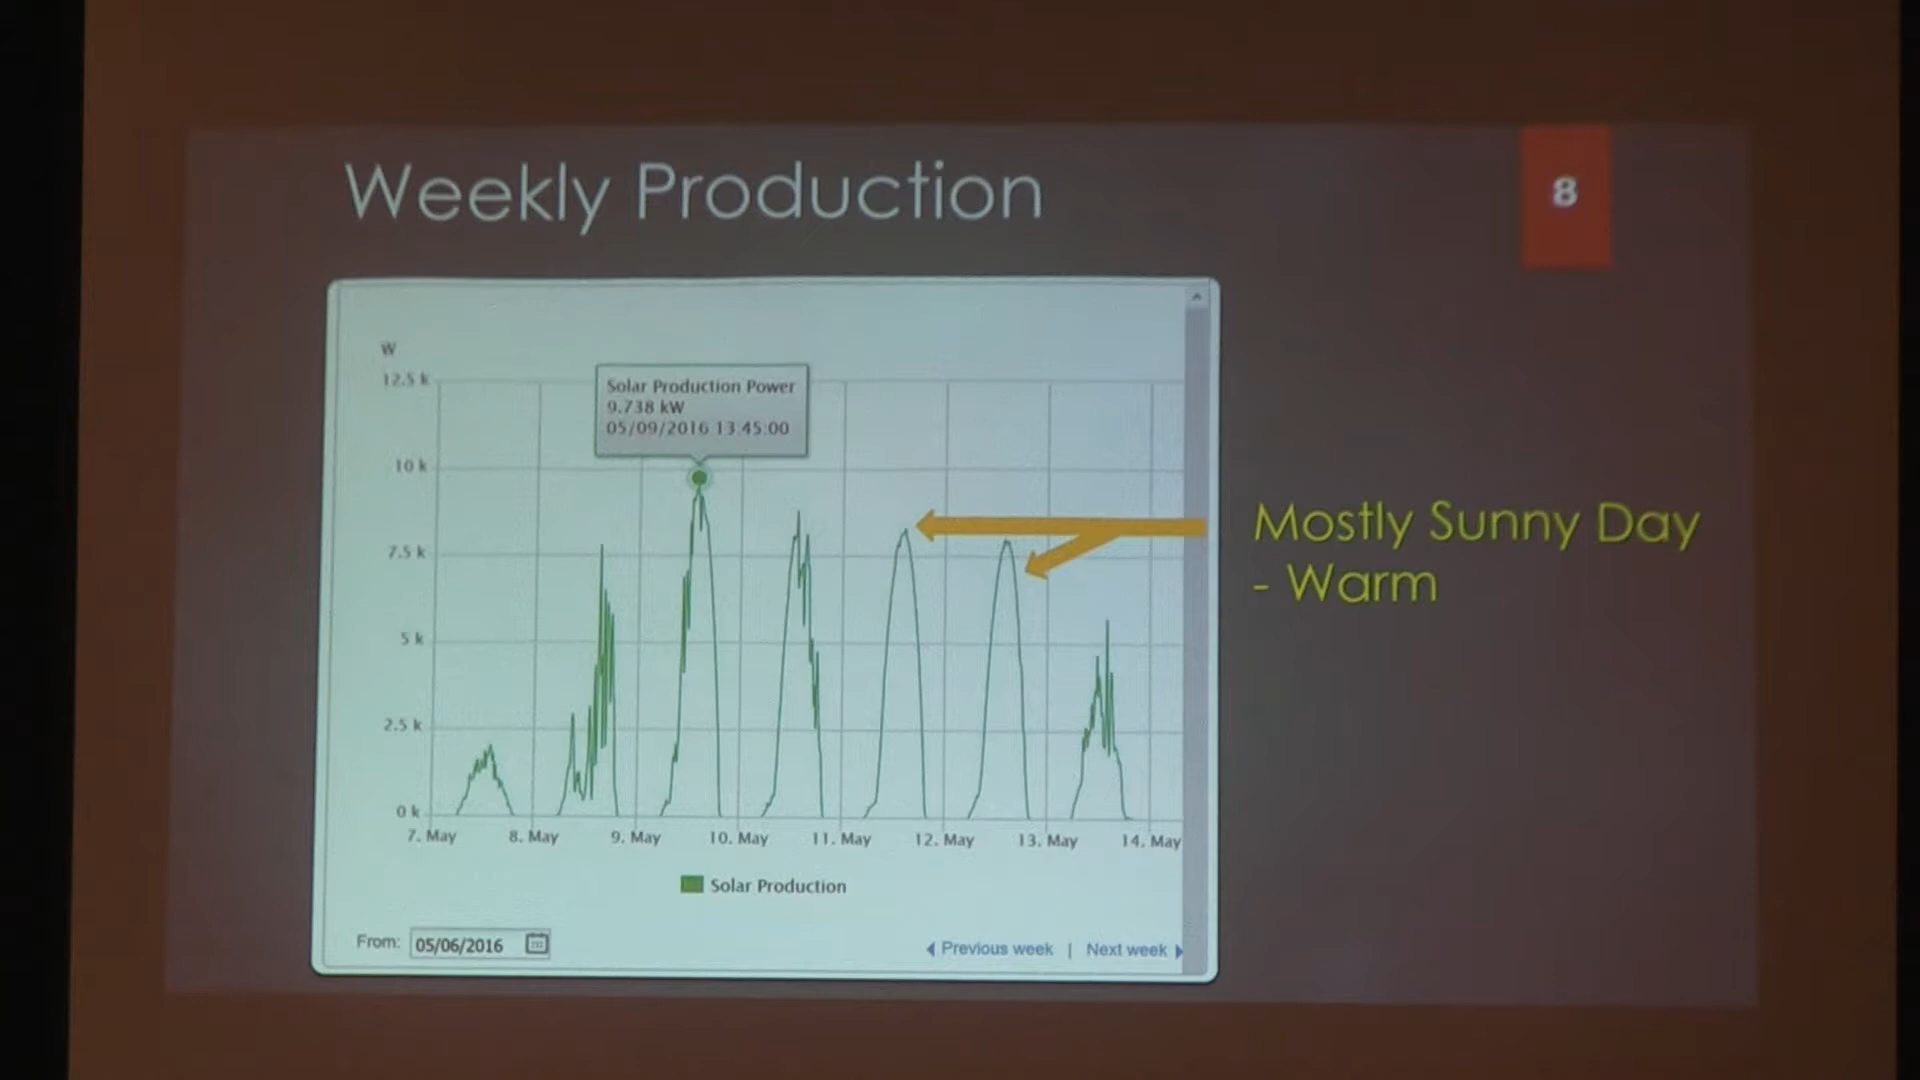 Weekly Production
8
W
12.5 k
10 k
7.5 k
5 k
2.5 k
0 k
Solar Production Power
9.738 kW
05/09/2016 13:45:00
Mostly Sunny Day
- Warm
7. May 8. May 9. May 10. May 11. May 12. May 13. May 14. May
Solar Production
From: 05/06/2016
Previous week | Next week